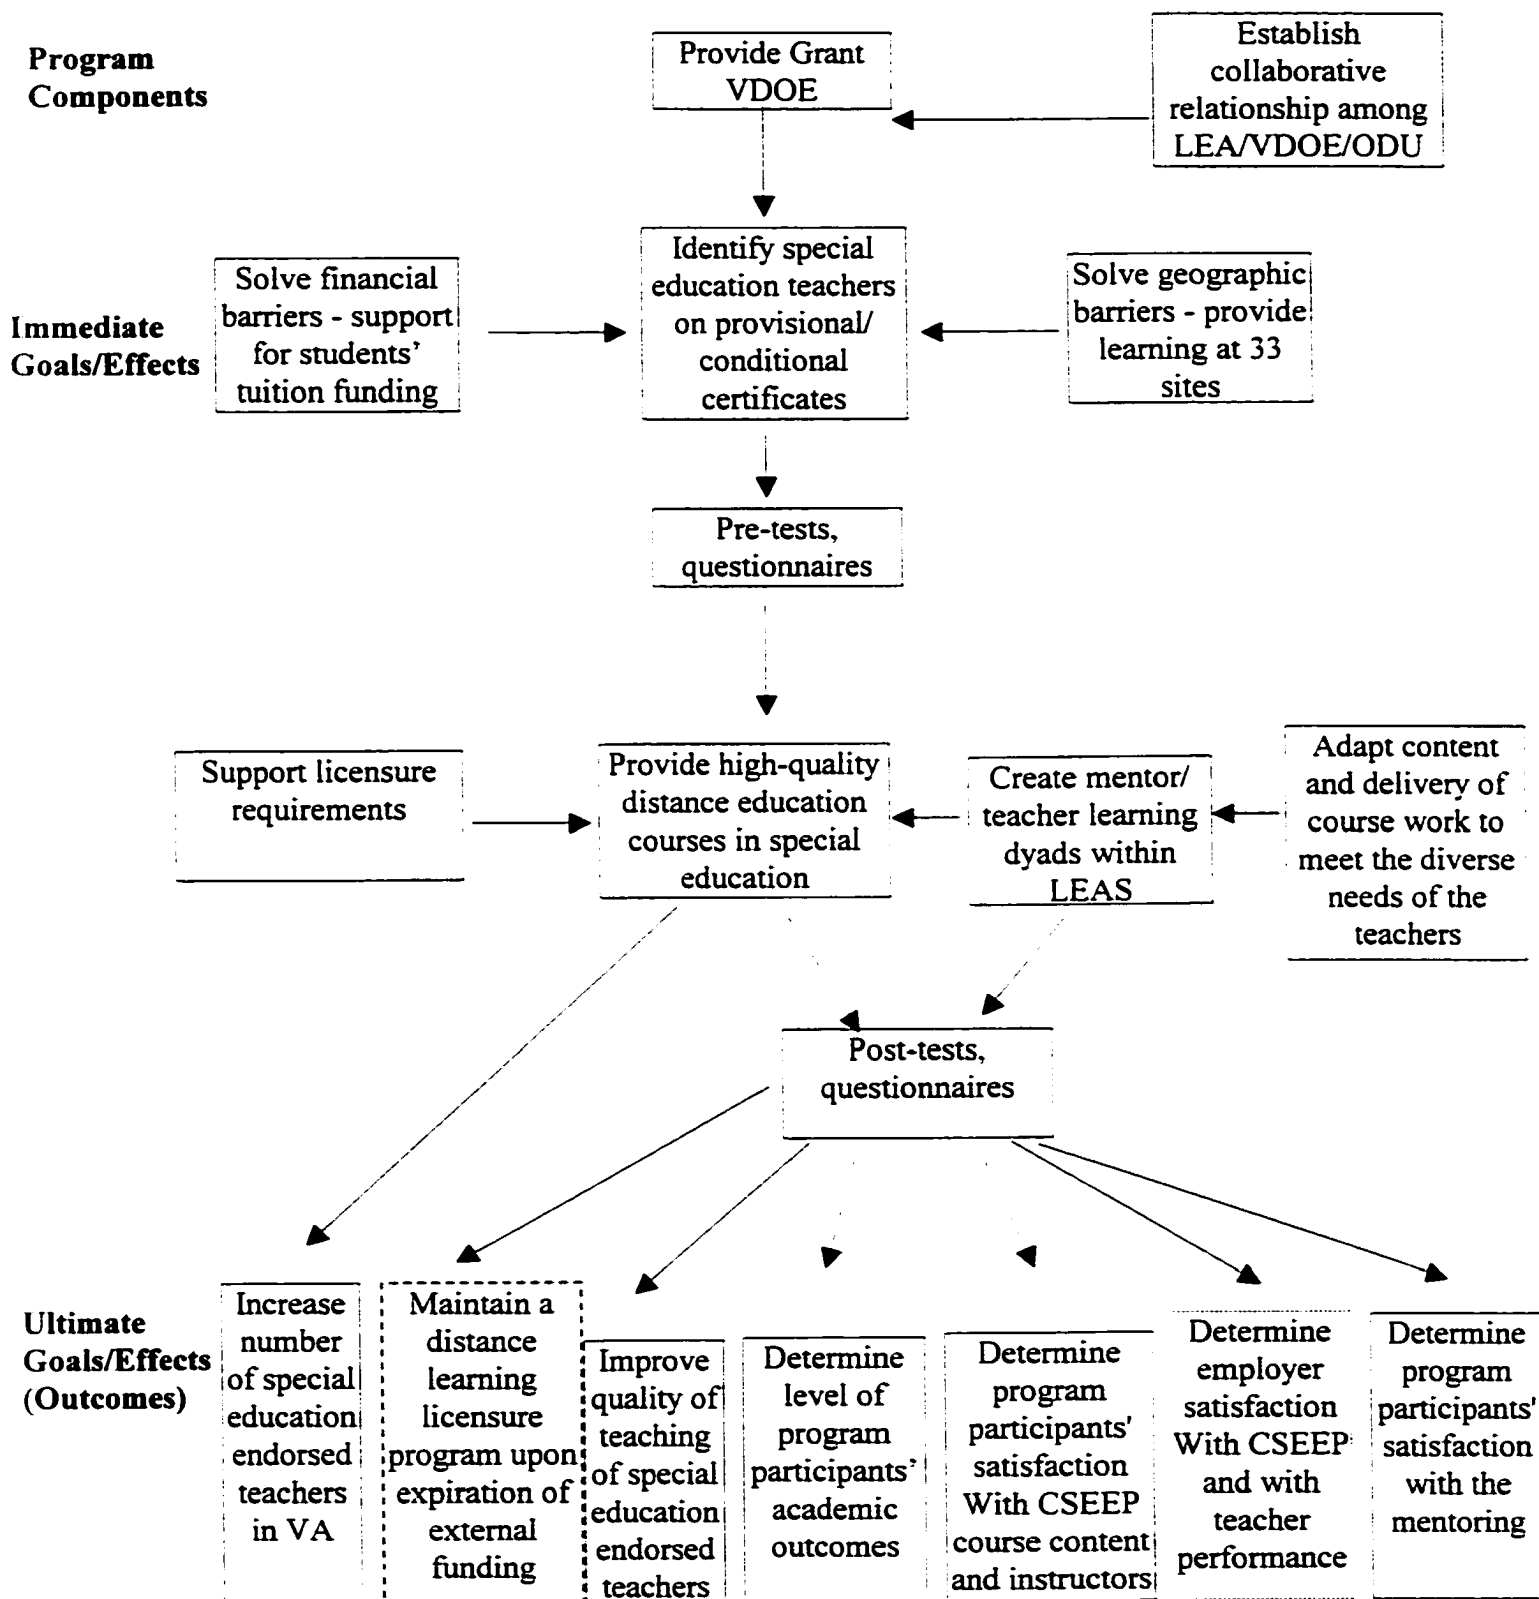 Program
Components
Provide Grant
VDOE
Establish
collaborative
relationship among
LEA/VDOE/ODU
Immediate
Goals/Effects
Solve financial
barriers - support
for students'
tuition funding
Identify special
education teachers
on provisional/
conditional
certificates
Solve geographic
barriers - provide
learning at 33
sites
Pre-tests,
questionnaires
Support licensure
requirements
Provide high-quality
distance education
courses in special
education
Create mentor/
teacher learning
dyads within
LEAS
Adapt content
and delivery of
course work to
meet the diverse
needs of the
teachers
Post-tests,
questionnaires
Ultimate
Goals/Effects
(Outcomes)
Increase
number
of special
education
endorsed
teachers
in VA
Maintain a
distance
learning
licensure
program upon
expiration of
external
funding
Improve
quality of
teaching
of special
education
endorsed
teachers
Determine
level of
program
participants'
academic
outcomes
Determine
program
participants'
satisfaction
With CSEEP
course content
and instructors
Determine
employer
satisfaction
With CSEEP
and with
teacher
performance
Determine
program
participants'
satisfaction
with the
mentoring